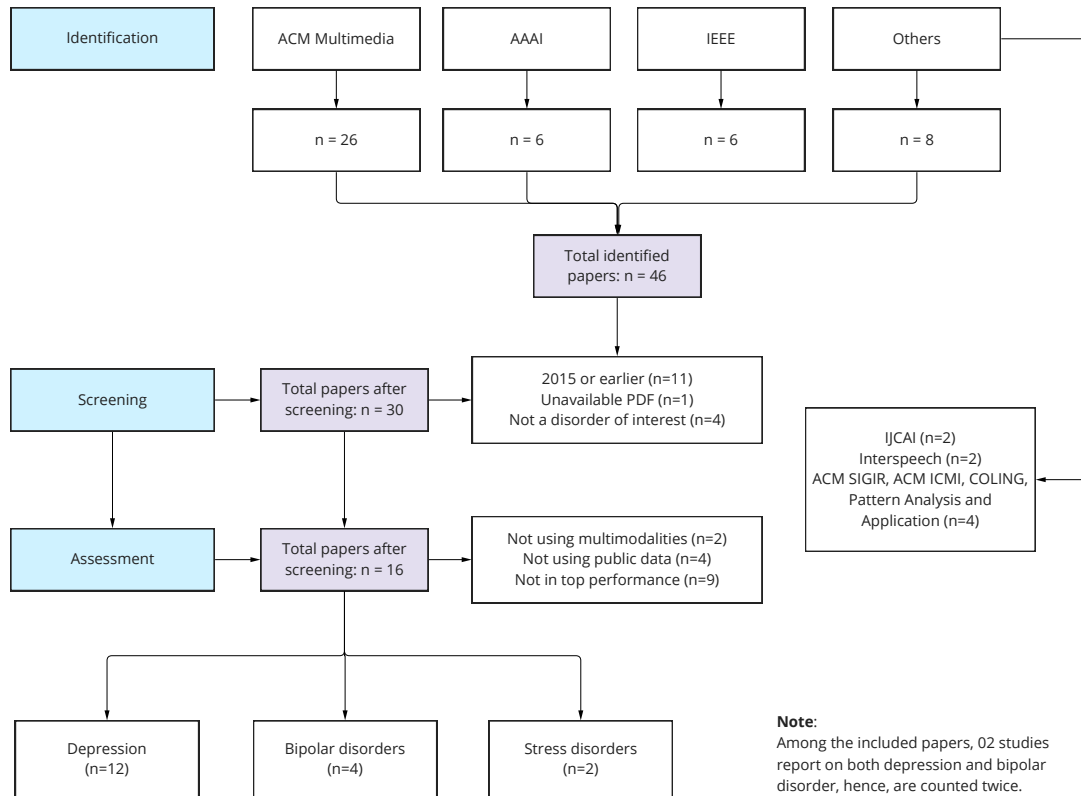 Identification
ACM Multimedia
AAAI
IEEE
Others
n = 26
n = 6
n = 6
n = 8
Total identified
papers: n = 46
Screening
Total papers after
screening: n = 30
2015 or earlier (n=11)
Unavailable PDF (n=1)
Not a disorder of interest (n=4)
IJCAI (n=2)
Interspeech (n=2)
ACM SIGIR, ACM ICMI, COLING,
Pattern Analysis and
Application (n=4)
Assessment
Total papers after
screening: n = 16
Not using multimodalities (n=2)
Not using public data (n=4)
Not in top performance (n=9)
Depression
(n=12)
Bipolar disorders
(n=4)
Stress disorders
(n=2)
Note:
Among the included papers, 02 studies
report on both depression and bipolar
disorder, hence, are counted twice.